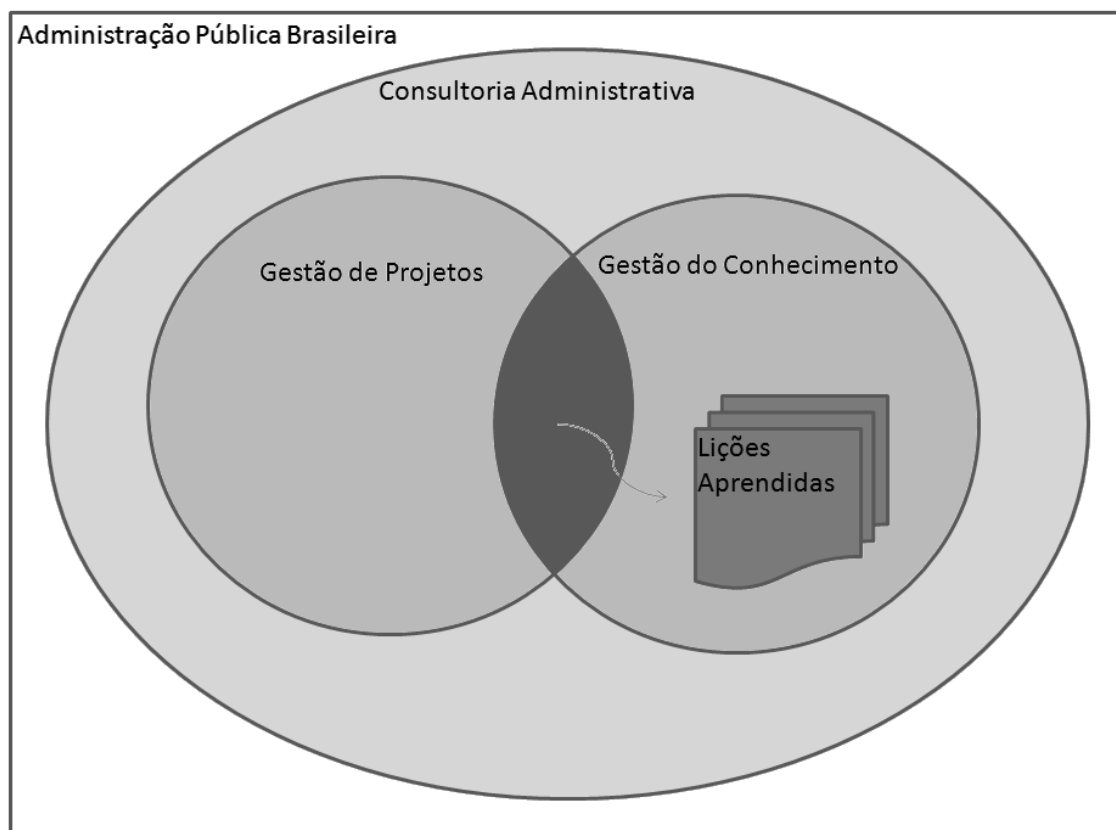 Administração Pública Brasileira
Consultoria Administrativa
Gestão de Projetos
Gestão do Conhecimento
Lições
Aprendidas